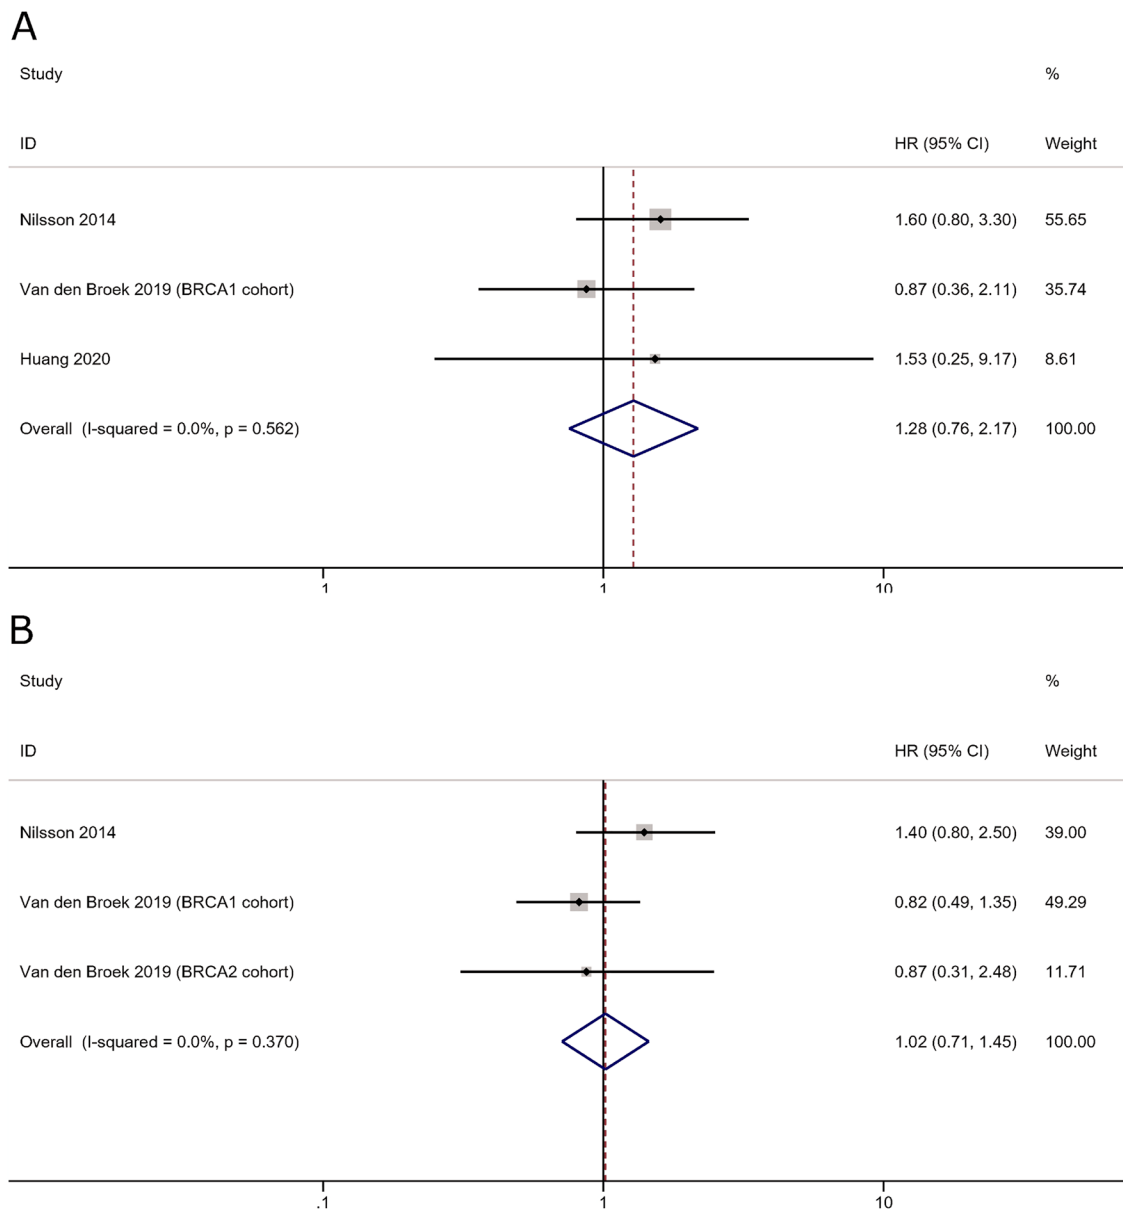 A
Study %
ID HR (95% CI) Weight
Nilsson 2014 1.60 (0.80, 3.30) 55.65
Van den Broek 2019 (BRCA1 cohort) 0.87 (0.36, 2.11) 35.74
Huang 2020 1.53 (0.25, 9.17) 8.61
Overall (I-squared = 0.0%, p = 0.562) 1.28 (0.76, 2.17) 100.00
1 1 10
B
Study %
ID HR (95% CI) Weight
Nilsson 2014 1.40 (0.80, 2.50) 39.00
Van den Broek 2019 (BRCA1 cohort) 0.82 (0.49, 1.35) 49.29
Van den Broek 2019 (BRCA2 cohort) 0.87 (0.31, 2.48) 11.71
Overall (I-squared = 0.0%, p = 0.370) 1.02 (0.71, 1.45) 100.00
.1 1 10